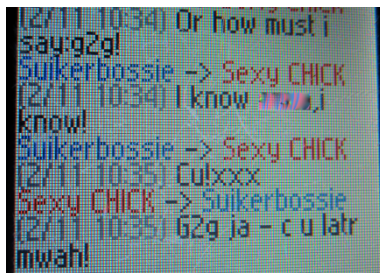 [2/11 10:34) Or how must i
say:g2g!
Suikerbossie -> Sexy CHICK
[2/11 10:34) I know ,i
know!
Suikerbossie -> Sexy CHICK
[2/11 10:35) Cu!xxx
Sexy CHICK -> Suikerbossie
[2/11 10:35) G2g ja - c u latr
mwah!